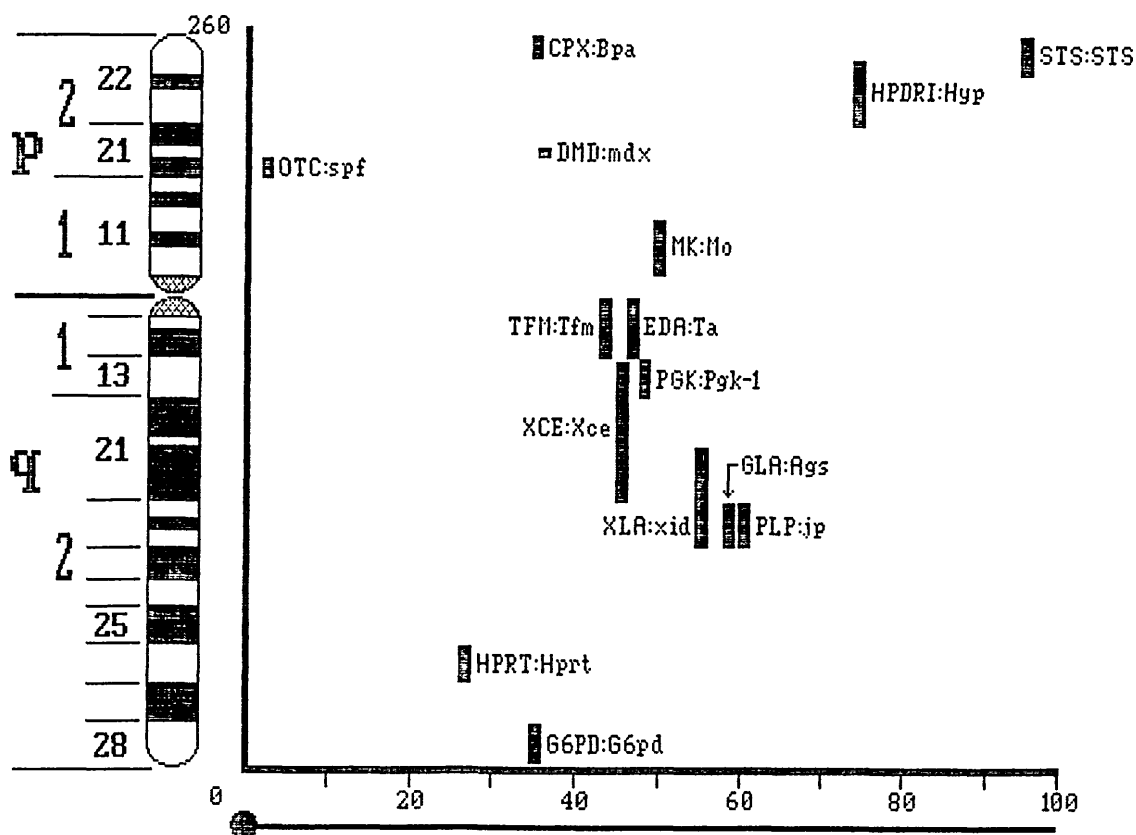 260
CPX:Bpa
STS:STS
22
2
HPDRI:Hyp
p
21
DMD:mdx
OTC:spf
1
11
MK:Mo
1
TFM:Tfm
EDA:Ta
13
PGK:Pgk-1
XCE:Xce
q
21
GLA:Ags
XLA:xid
PLP:jp
2
25
HPRT:Hprt
28
G6PD:G6pd
0 20 40 60 80 100